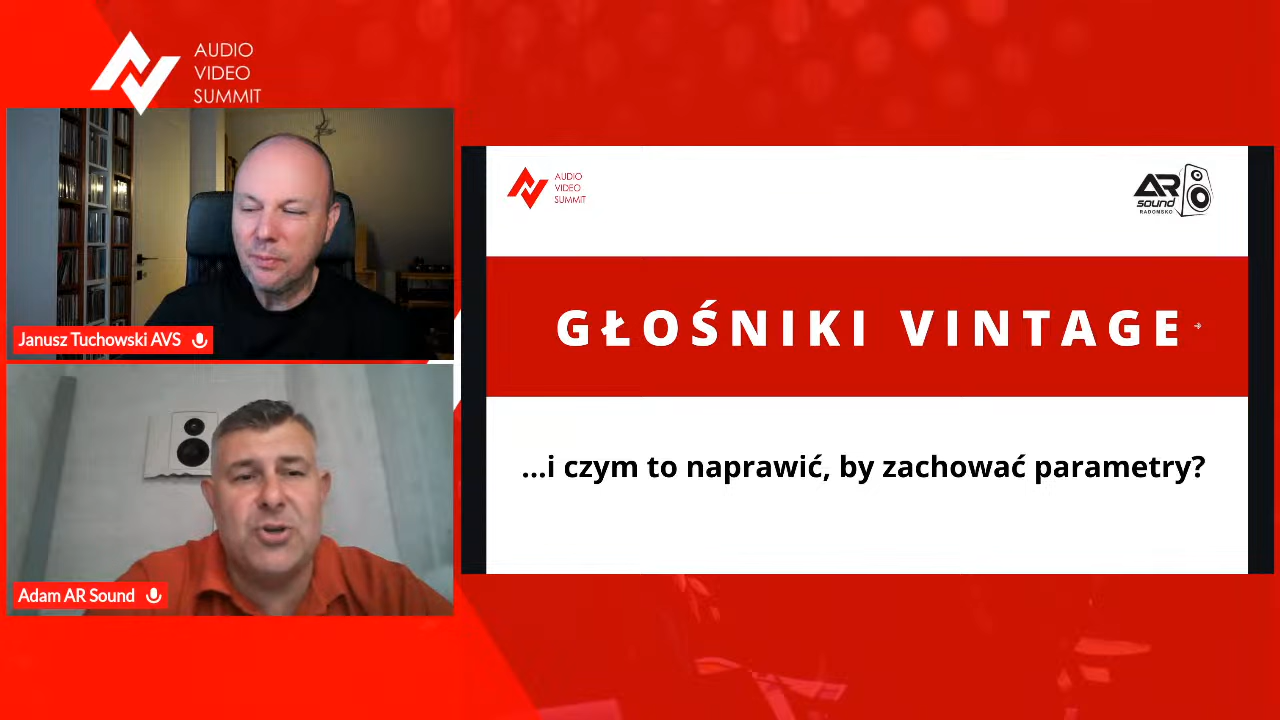 AUDIO
VIDEO
SUMMIT
Janusz Tuchowski AVS
Adam AR Sound
AUDIO
VIDEO
SUMMIT
AR
sound
RADOMSKO
GŁOŚNIKI VINTAGE
...i czym to naprawić, by zachować parametry?